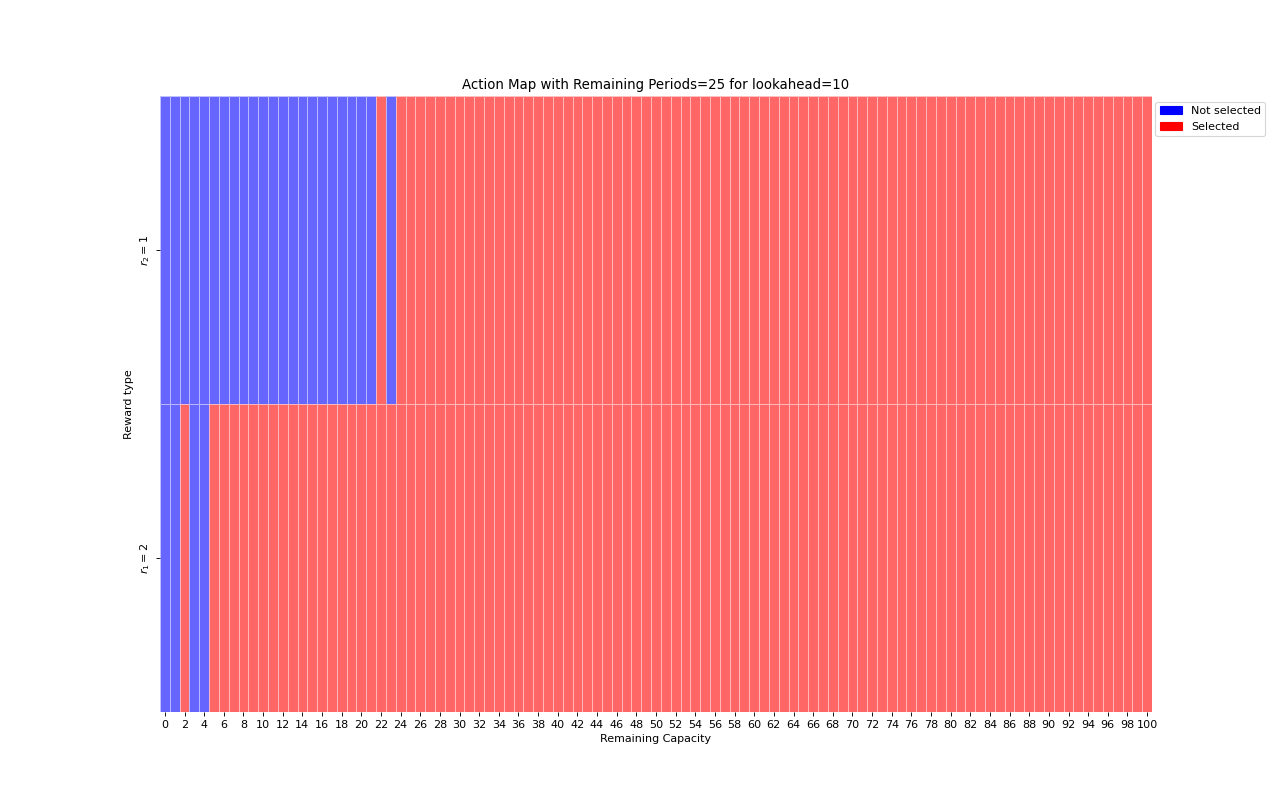 Action Map with Remaining Periods=25 for lookahead=10
Not selected
Selected
r₂ = 1
Reward type
r₁ = 2
0 2 4 6 8 10 12 14 16 18 20 22 24 26 28 30 32 34 36 38 40 42 44 46 48 50 52 54 56 58 60 62 64 66 68 70 72 74 76 78 80 82 84 86 88 90 92 94 96 98 100
Remaining Capacity